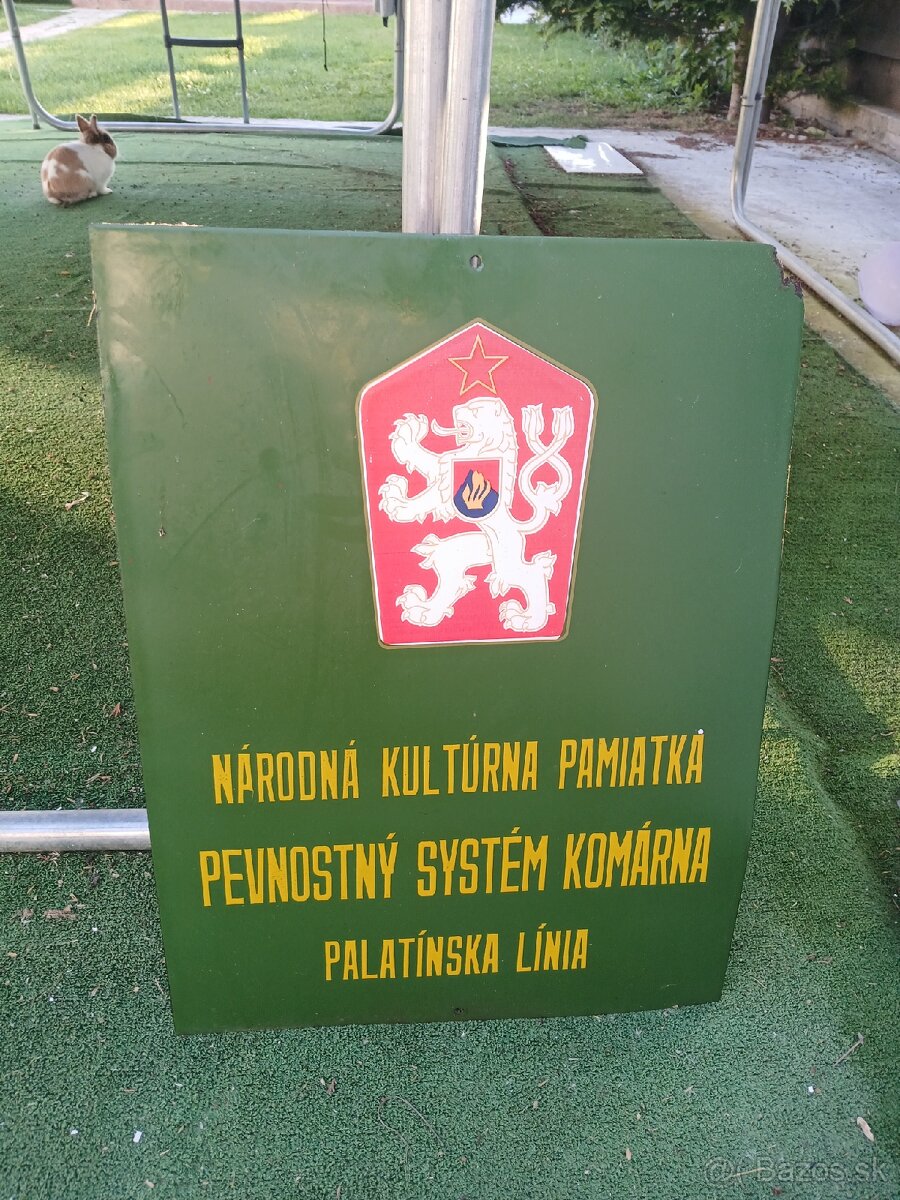 NÁRODNÁ KULTÚRNA PAMIATKA
PEVNOSTNÝ SYSTÉM KOMÁRNA
PALATÍNSKA LÍNIA
Bazos.sk